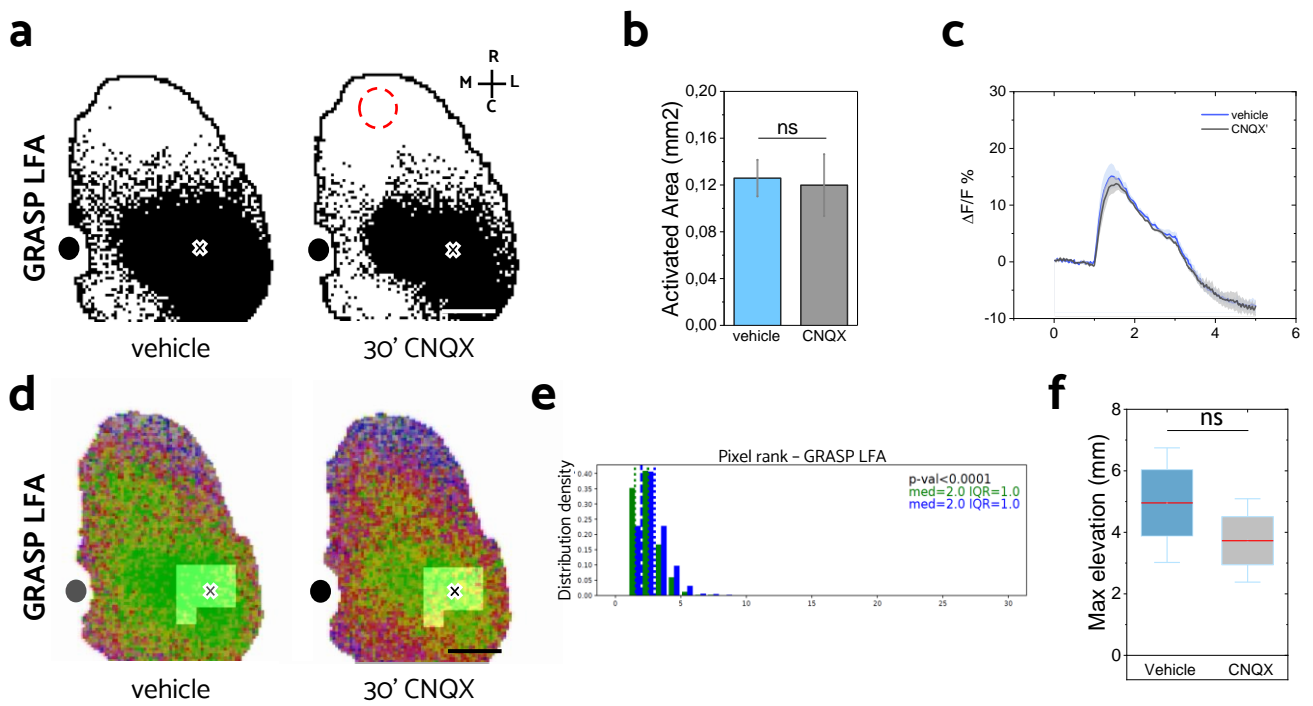 a
GRASP LFA
R
M L
C
vehicle
30' CNQX
b
Activated Area (mm2)
0,20
0,16
0,12
0,08
0,04
0,00
ns
vehicle CNQX
c
ΔF/F %
30
20
10
0
-10
vehicle
CNQX'
0 2 4 6
d
GRASP LFA
vehicle
30' CNQX
e
Pixel rank – GRASP LFA
Distribution density
0.40
0.35
0.30
0.25
0.20
0.15
0.10
0.05
0.00
p-val<0.0001
med=2.0 IQR=1.0
med=2.0 IQR=1.0
0 5 10 15 20 25 30
f
Max elevation (mm)
8
6
4
2
0
ns
Vehicle CNQX